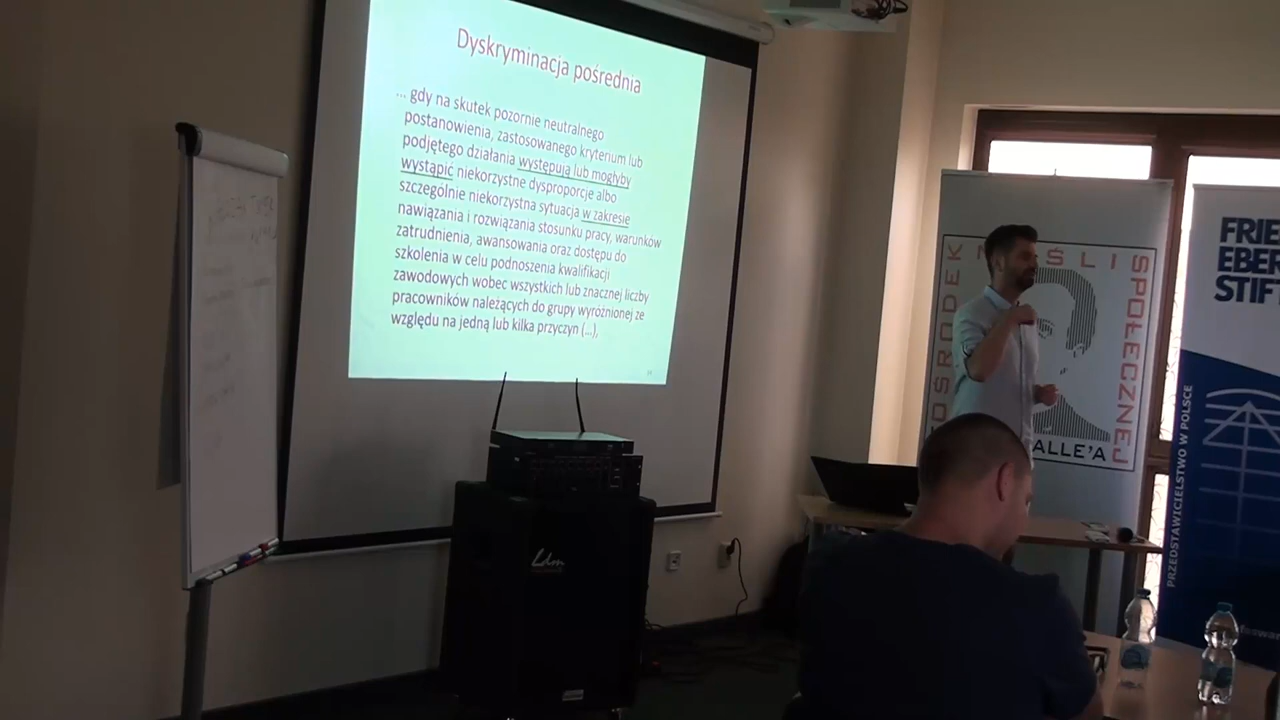 Dyskryminacja pośrednia
... gdy na skutek pozornie neutralnego
postanowienia, zastosowanego kryterium lub
podjętego działania występują lub mogłyby
wystąpić niekorzystne dysproporcje albo
szczególnie niekorzystna sytuacja w zakresie
nawiązania i rozwiązania stosunku pracy, warunków
zatrudnienia, awansowania oraz dostępu do
szkolenia w celu podnoszenia kwalifikacji
zawodowych wobec wszystkich lub znacznej liczby
pracowników należących do grupy wyróżnionej ze
względu na jedną lub kilka przyczyn (...),
Ldm
OŚRODEK MYŚLI SPOŁECZNEJ
ALLE'A
FRIE
EBER
STIF
PRZEDSTAWICIELSTWO W POLSCE